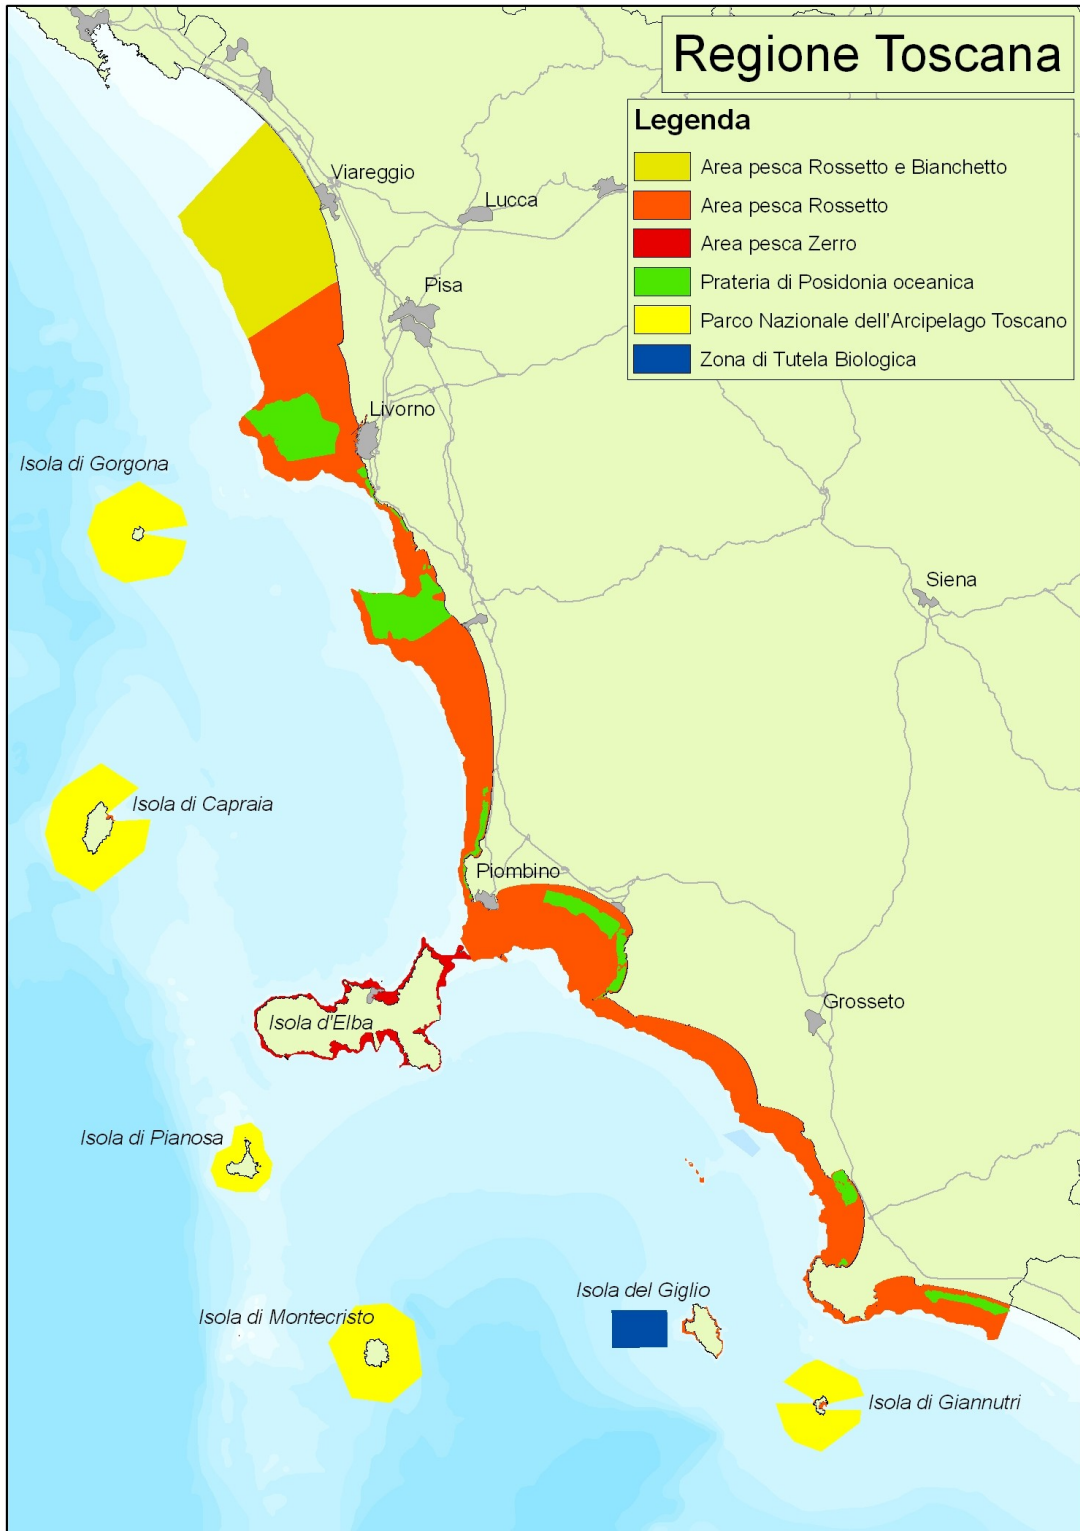 Regione Toscana
Legenda
Area pesca Rossetto e Bianchetto
Area pesca Rossetto
Area pesca Zerro
Prateria di Posidonia oceanica
Parco Nazionale dell'Arcipelago Toscano
Zona di Tutela Biologica
Viareggio
Lucca
Pisa
Livorno
Isola di Gorgona
Siena
Isola di Capraia
Piombino
Grosseto
Isola d'Elba
Isola di Pianosa
Isola del Giglio
Isola di Montecristo
Isola di Giannutri